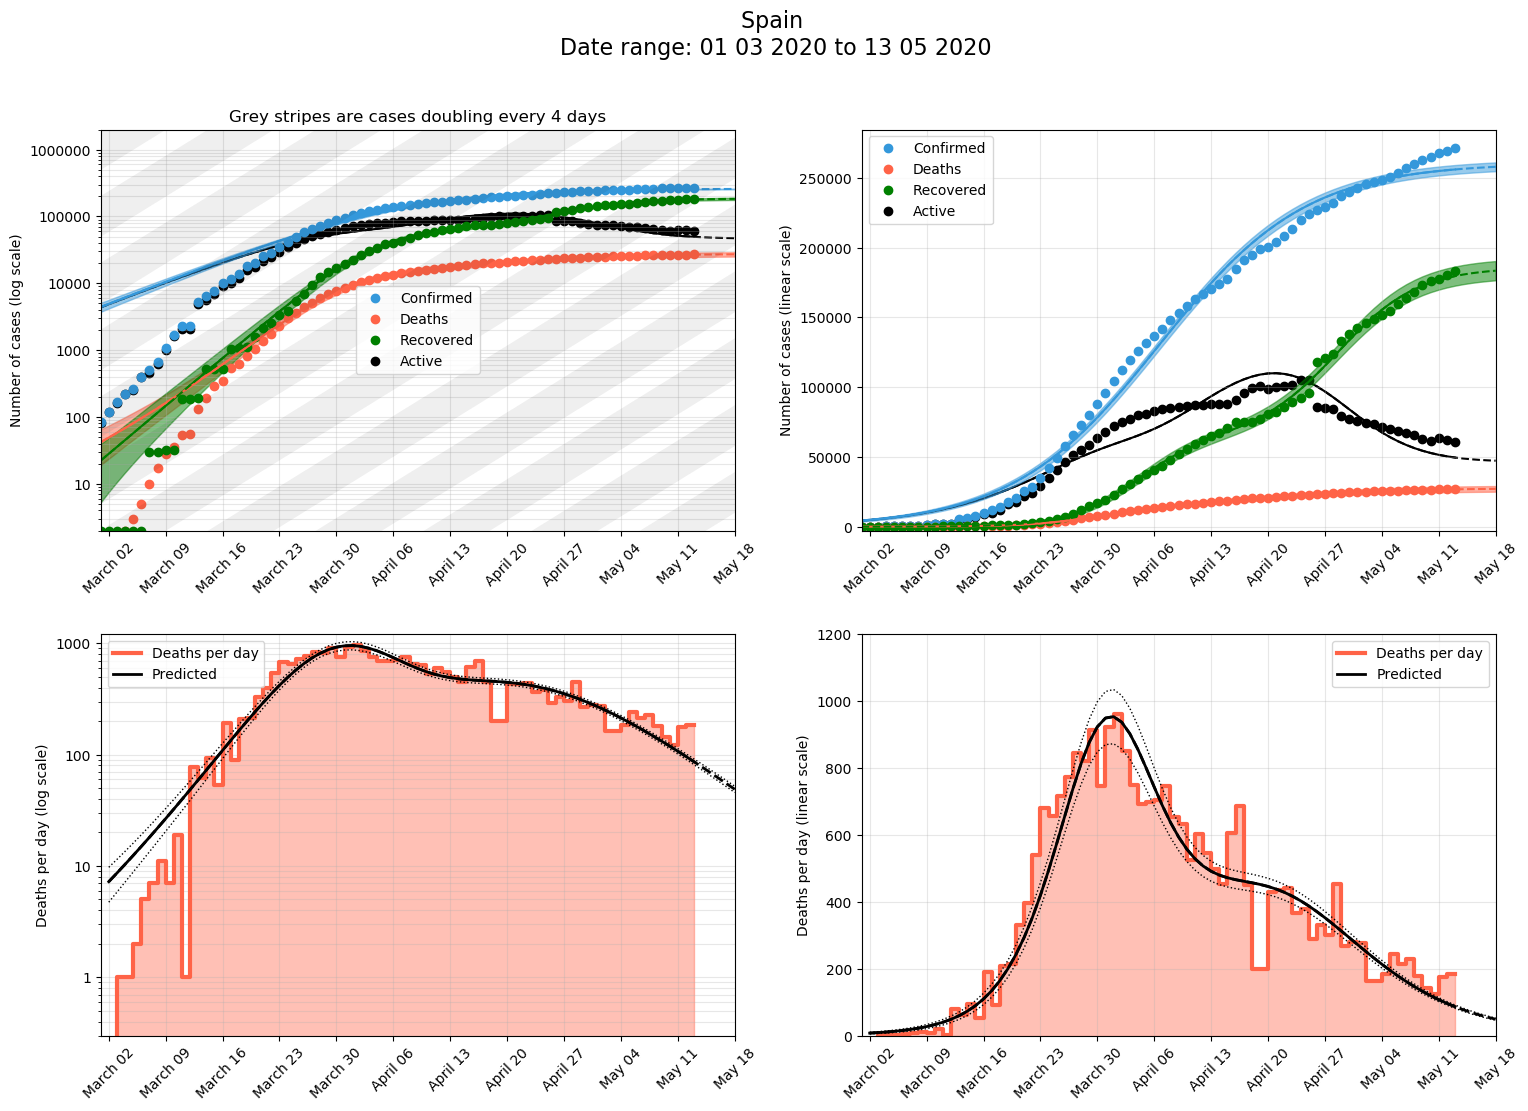 Spain
Date range: 01 03 2020 to 13 05 2020
Grey stripes are cases doubling every 4 days
Number of cases (log scale)
1000000
100000
10000
1000
100
10
Confirmed
Deaths
Recovered
Active
March 02
March 09
March 16
March 23
March 30
April 06
April 13
April 20
April 27
May 04
May 11
May 18
Number of cases (linear scale)
250000
200000
150000
100000
50000
0
Confirmed
Deaths
Recovered
Active
March 02
March 09
March 16
March 23
March 30
April 06
April 13
April 20
April 27
May 04
May 11
May 18
Deaths per day (log scale)
1000
100
10
1
Deaths per day
Predicted
March 02
March 09
March 16
March 23
March 30
April 06
April 13
April 20
April 27
May 04
May 11
May 18
Deaths per day (linear scale)
1200
1000
800
600
400
200
0
Deaths per day
Predicted
March 02
March 09
March 16
March 23
March 30
April 06
April 13
April 20
April 27
May 04
May 11
May 18